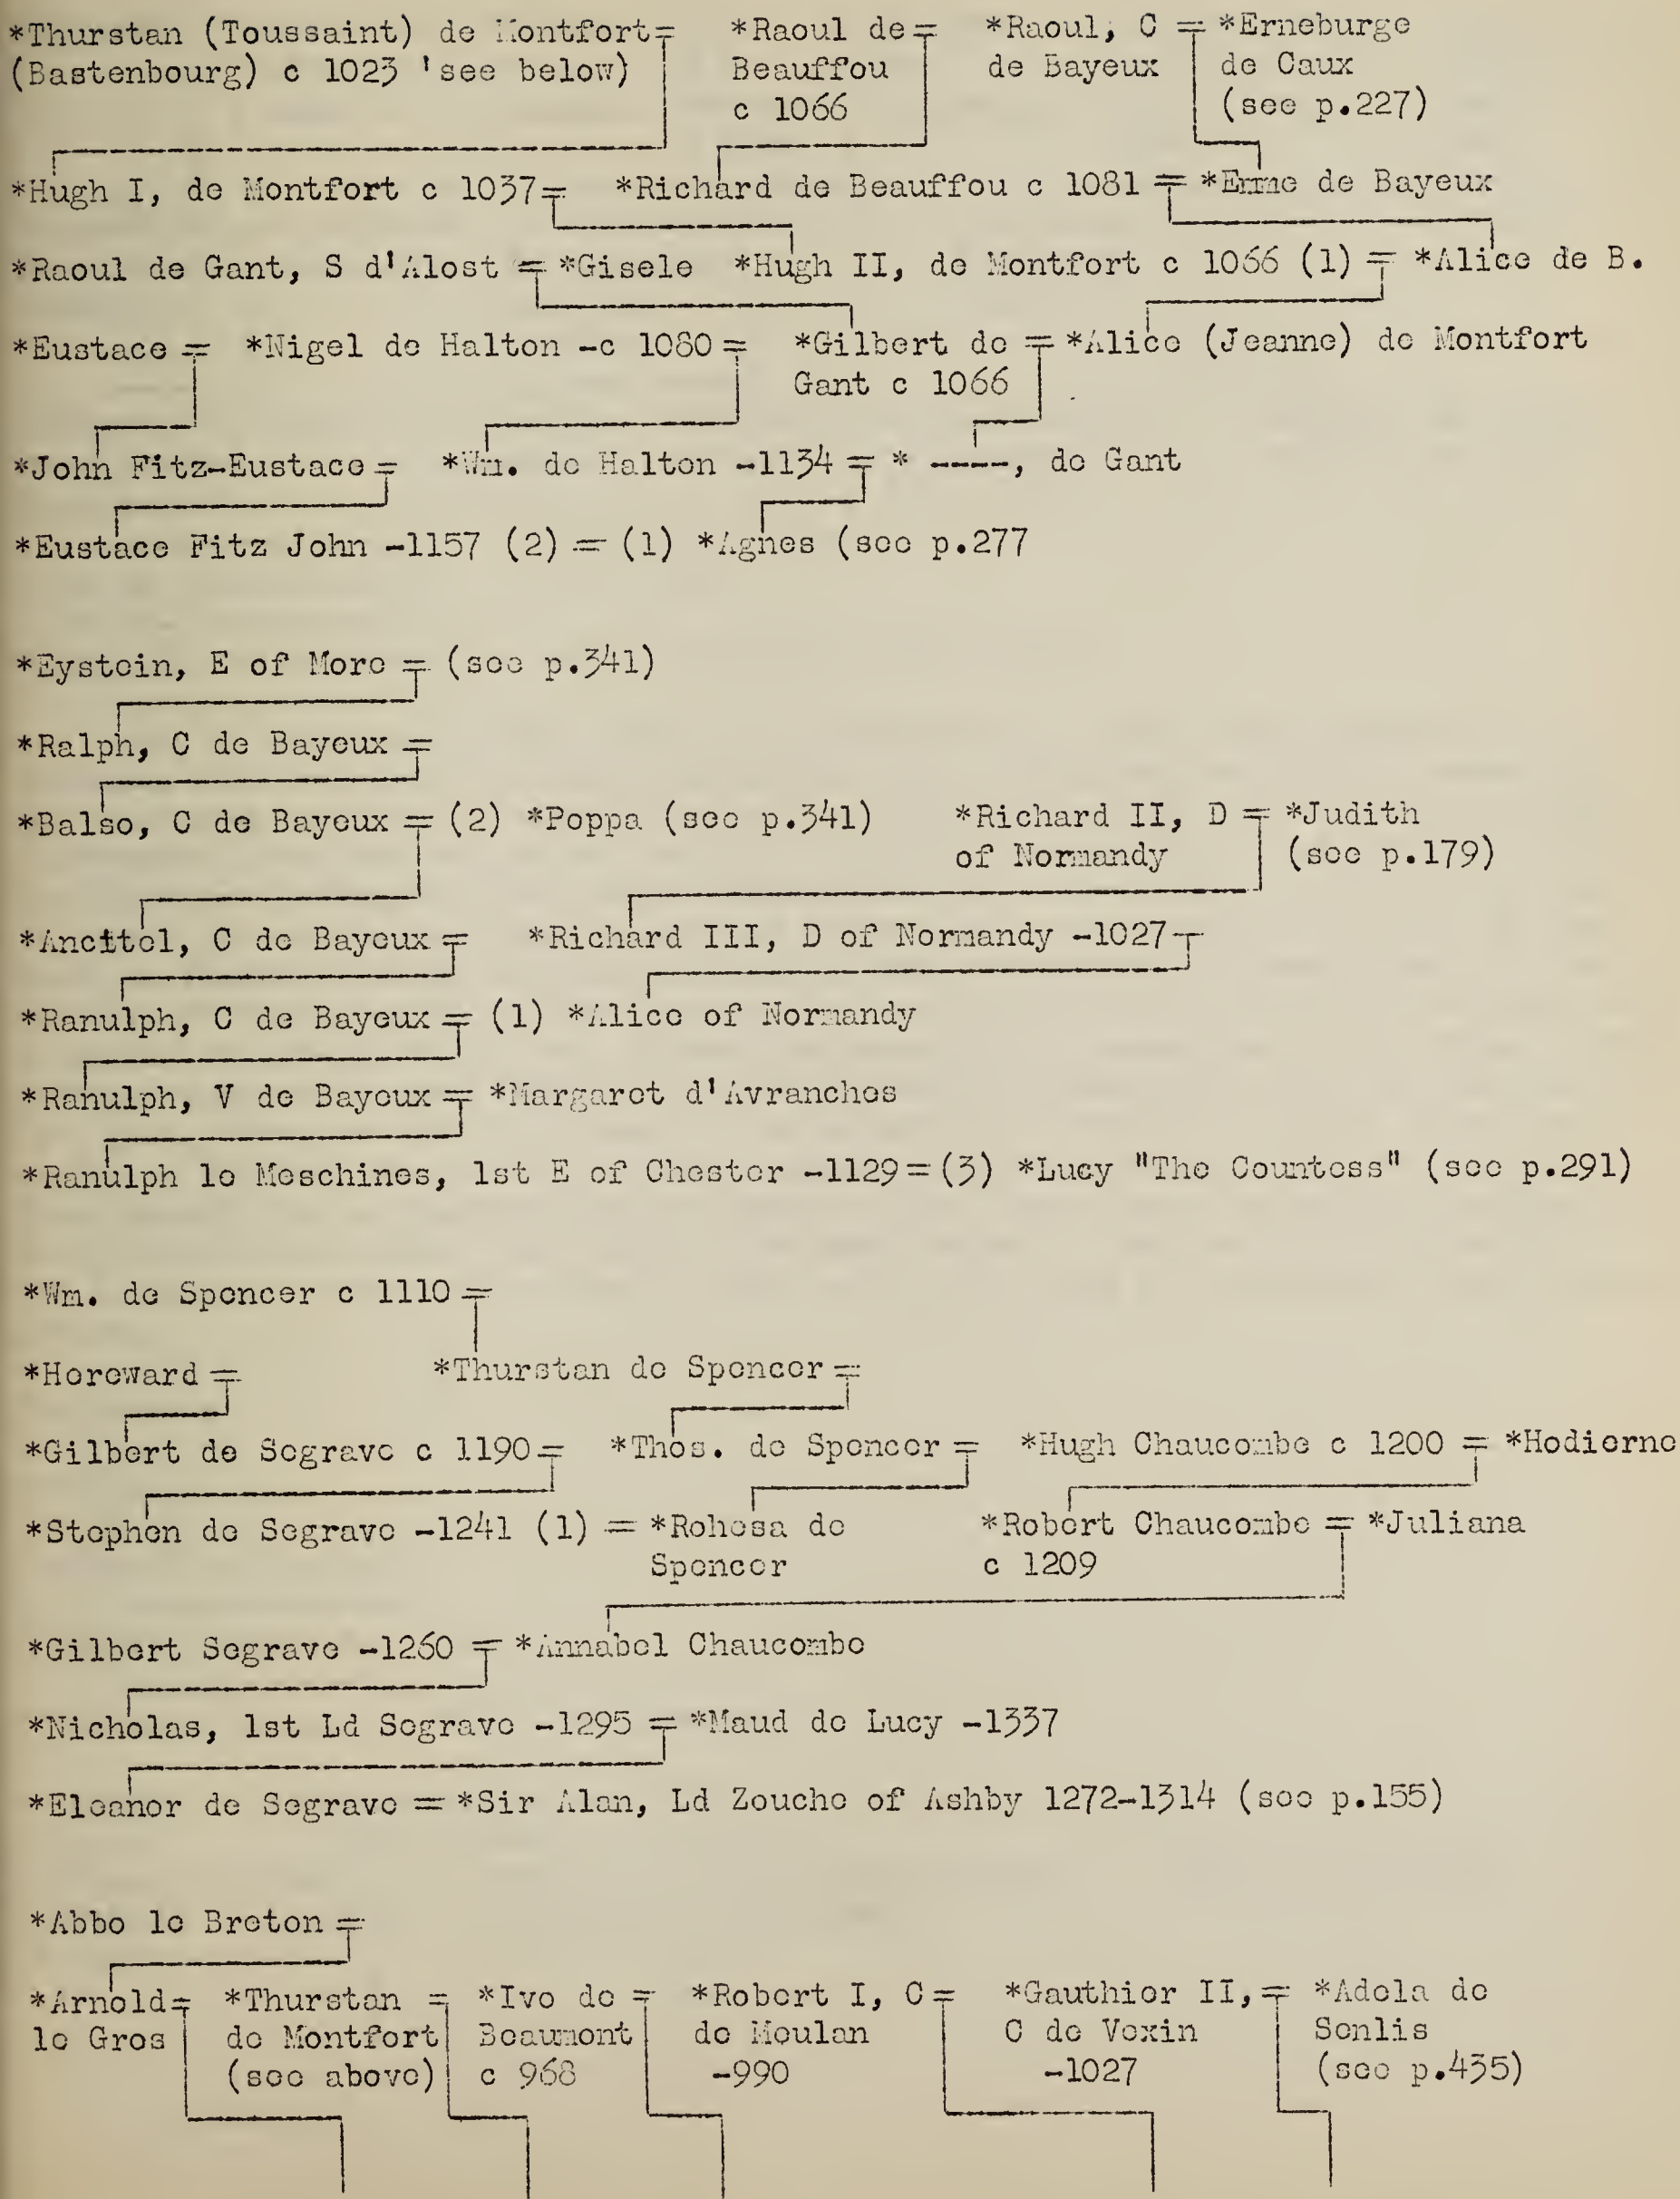 *Thurstan (Toussaint) de Montfort= *Raoul de= *Raoul, C = *Erneburge
(Bastenbourg) c 1023 'see below) Beauffou de Bayeux de Caux
c 1066 (see p.227)
*Hugh I, de Montfort c 1037= *Richard de Beauffou c 1081 = *Emme de Bayeux
*Raoul de Gant, S d'Alost = *Gisele *Hugh II, de Montfort c 1066 (1) = *Alice de B.
*Eustace = *Nigel de Halton -c 1080 = *Gilbert de = *Alice (Jeanne) de Montfort
Gant c 1066
*John Fitz-Eustace = *Wm. de Halton -1134 = * ----, de Gant
*Eustace Fitz John -1157 (2) = (1) *Agnes (see p.277
*Eystein, E of More = (see p.341)
*Ralph, C de Bayeux =
*Balso, C de Bayeux = (2) *Poppa (see p.341) *Richard II, D = *Judith
of Normandy (see p.179)
*Ancitel, C de Bayeux = *Richard III, D of Normandy -1027
*Ranulph, C de Bayeux = (1) *Alice of Normandy
*Ranulph, V de Bayeux = *Margaret d'Avranches
*Ranulph le Meschines, 1st E of Chester -1129 = (3) *Lucy "The Countess" (see p.291)
*Wm. de Spencer c 1110 =
*Hereward = *Thurstan de Spencer =
*Gilbert de Segrave c 1190 = *Thos. de Spencer = *Hugh Chaucombe c 1200 = *Hodierne
*Stephen de Segrave -1241 (1) = *Rohesa de *Robert Chaucombe = *Juliana
Spencer c 1209
*Gilbert Segrave -1260 = *Annabel Chaucombe
*Nicholas, 1st Ld Segrave -1295 = *Maud de Lucy -1337
*Eleanor de Segrave = *Sir Alan, Ld Zouche of Ashby 1272-1314 (see p.155)
*Abbo le Breton =
*Arnold= *Thurstan = *Ivo de = *Robert I, C= *Gauthier II,= *Adela de
le Gros de Montfort Beaumont de Meulan C de Vexin Senlis
(see above) c 968 -990 -1027 (see p.435)